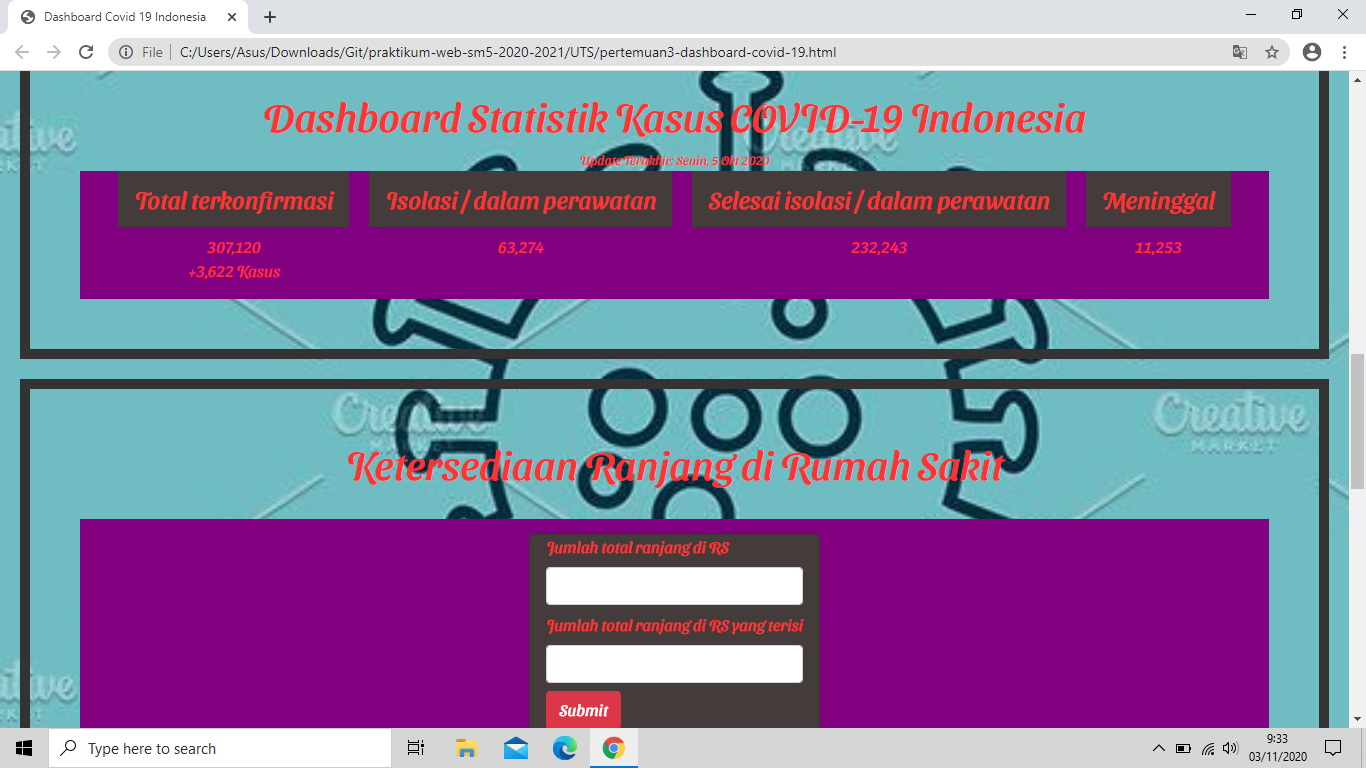 Dashboard Covid 19 Indonesia
File
C:/Users/Asus/Downloads/Git/praktikum-web-sm5-2020-2021/UTS/pertemuan3-dashboard-covid-19.html
Dashboard Statistik Kasus COVID-19 Indonesia
Update Terakhir: Senin, 5 Okt 2020
Total terkonfirmasi
307,120
+3,622 Kasus
Isolasi / dalam perawatan
63,274
Selesai isolasi / dalam perawatan
232,243
Meninggal
11,253
Creative
MARKET
Creative
MARKET
Ketersediaan Ranjang di Rumah Sakit
Jumlah total ranjang di RS
Jumlah total ranjang di RS yang terisi
Submit
Type here to search
9:33
03/11/2020